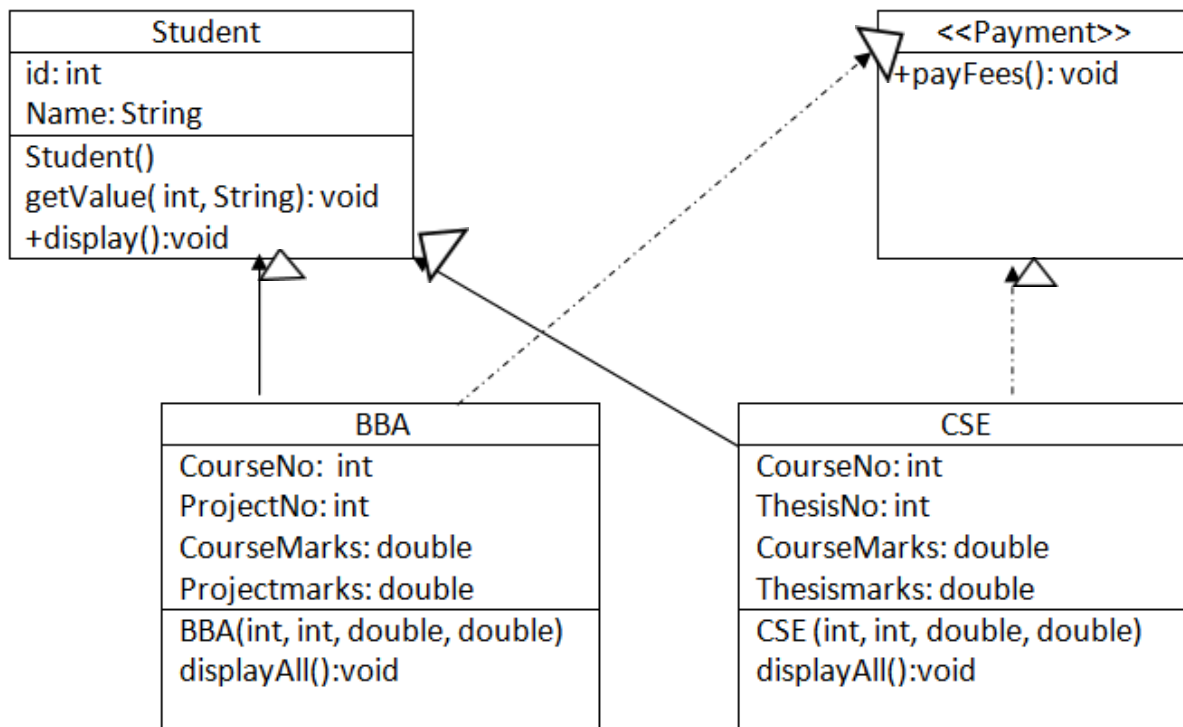 Student
id: int
Name: String
Student()
getValue( int, String): void
+display():void
<<Payment>>
+payFees(): void
BBA
CourseNo:  int
ProjectNo: int
CourseMarks: double
Projectmarks: double
BBA(int, int, double, double)
displayAll():void
CSE
CourseNo: int
ThesisNo: int
CourseMarks: double
Thesismarks: double
CSE (int, int, double, double)
displayAll():void